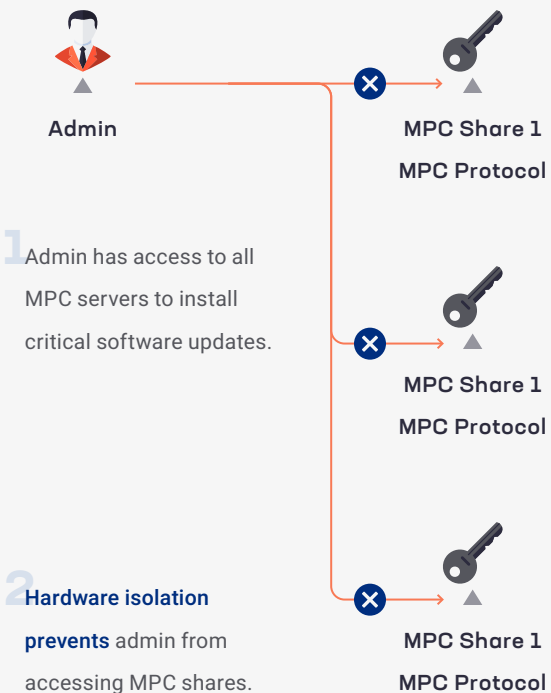 Admin
MPC Share 1
MPC Protocol
1
Admin has access to all
MPC servers to install
critical software updates.
MPC Share 1
MPC Protocol
2
Hardware isolation
prevents admin from
accessing MPC shares.
MPC Share 1
MPC Protocol